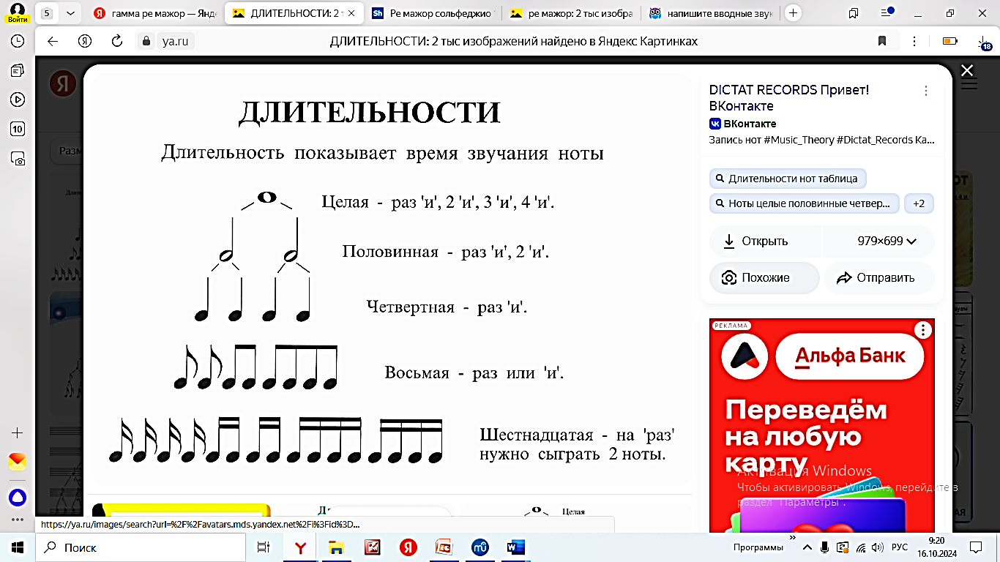 Войти
5
гамма ре мажор — Янд
ДЛИТЕЛЬНОСТИ: 2 т
Sh Ре мажор сольфеджио
ре мажор: 2 тыс изобра
напишите вводные звук
ya.ru
ДЛИТЕЛЬНОСТИ: 2 тыс изображений найдено в Яндекс Картинках
18
10
Я
Разм
ДЛИТЕЛЬНОСТИ
Длительность показывает время звучания ноты
Целая - раз 'и', 2 'и', 3 'и', 4 'и'.
Половинная - раз 'и', 2 'и'.
Четвертная - раз 'и'.
Восьмая - раз или 'и'.
Шестнадцатая - на 'раз'
нужно сыграть 2 ноты.
Целая
DICTAT RECORDS Привет!
ВКонтакте
ВКонтакте
Запись нот #Music_Theory #Dictat_Records Ка...
Длительности нот таблица
Ноты целые половинные четвер...
+2
Открыть
979×699
Похожие
Отправить
РЕКЛАМА
Альфа Банк
Переведём
на любую
карту
Активация Windows
Чтобы активировать Windows, перейдите в
раздел "Параметры".
https://ya.ru/images/search?url=%2F%2Favatars.mds.yandex.net%2Fi%3Fid%3D...
Поиск
Программы
РУС
9:20
16.10.2024